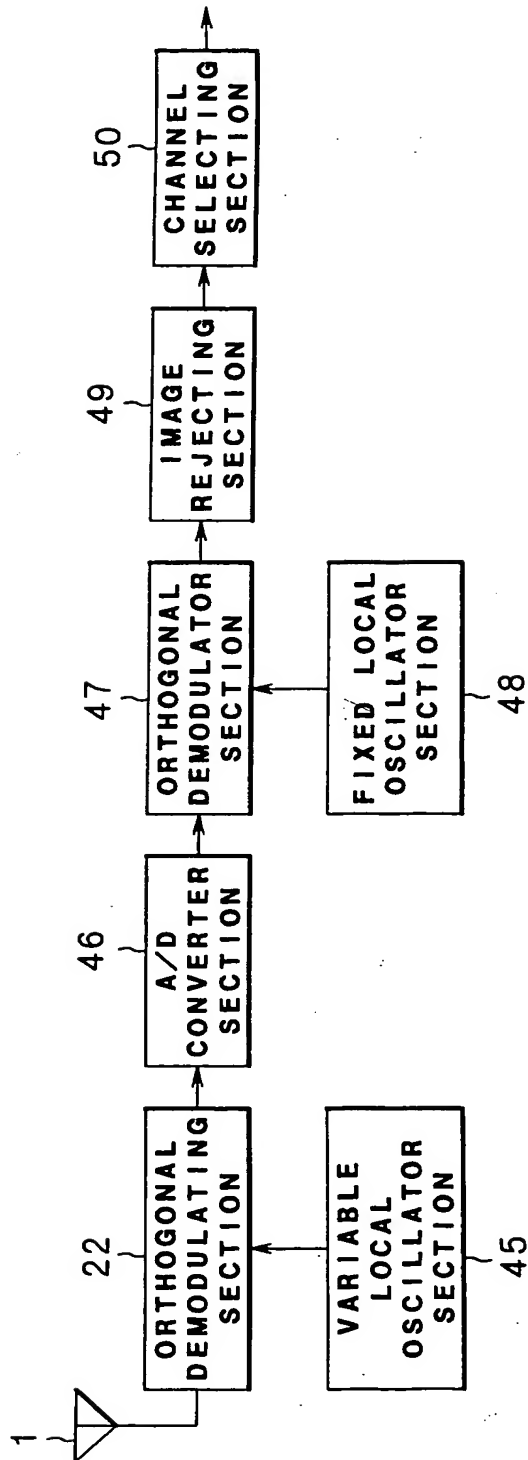 1
22
ORTHOGONAL
DEMODULATING
SECTION
VARIABLE
LOCAL
OSCILLATOR
SECTION
45
46
A/D
CONVERTER
SECTION
47
ORTHOGONAL
DEMODULATOR
SECTION
FIXED LOCAL
OSCILLATOR
SECTION
48
49
IMAGE
REJECTING
SECTION
50
CHANNEL
SELECTING
SECTION